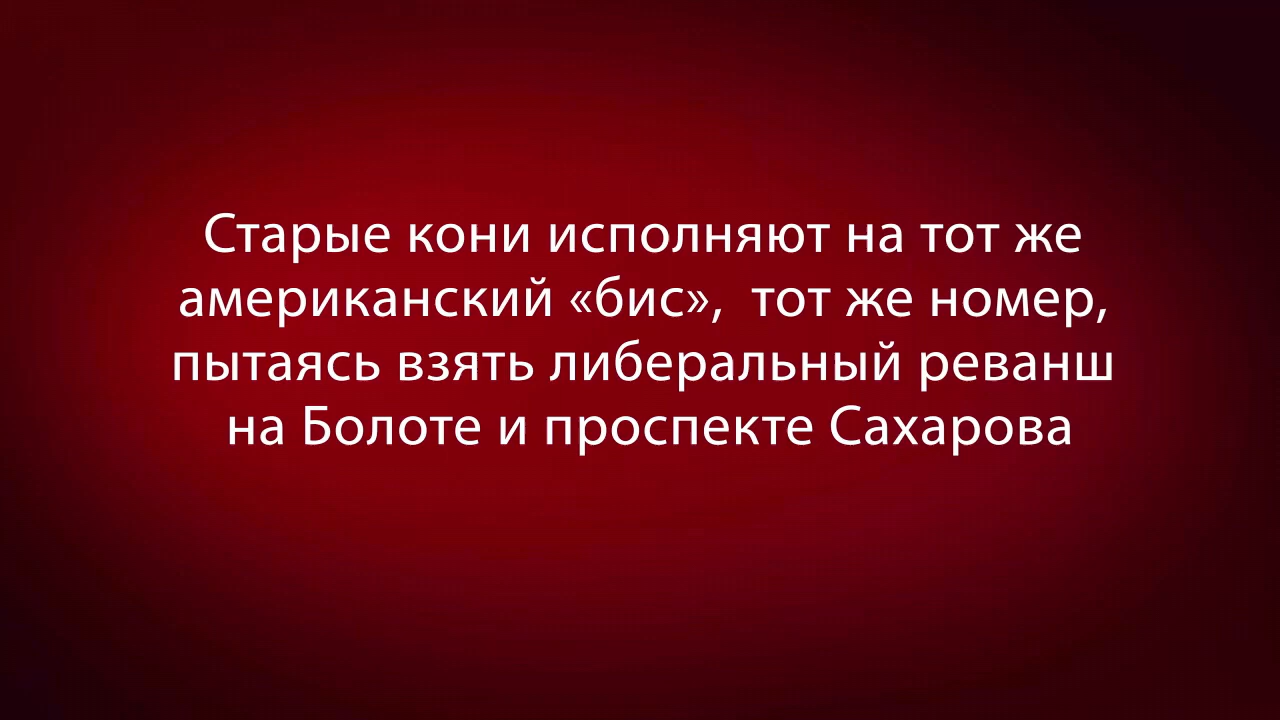 Старые кони исполняют на тот же
американский «бис», тот же номер,
пытаясь взять либеральный реванш
на Болоте и проспекте Сахарова